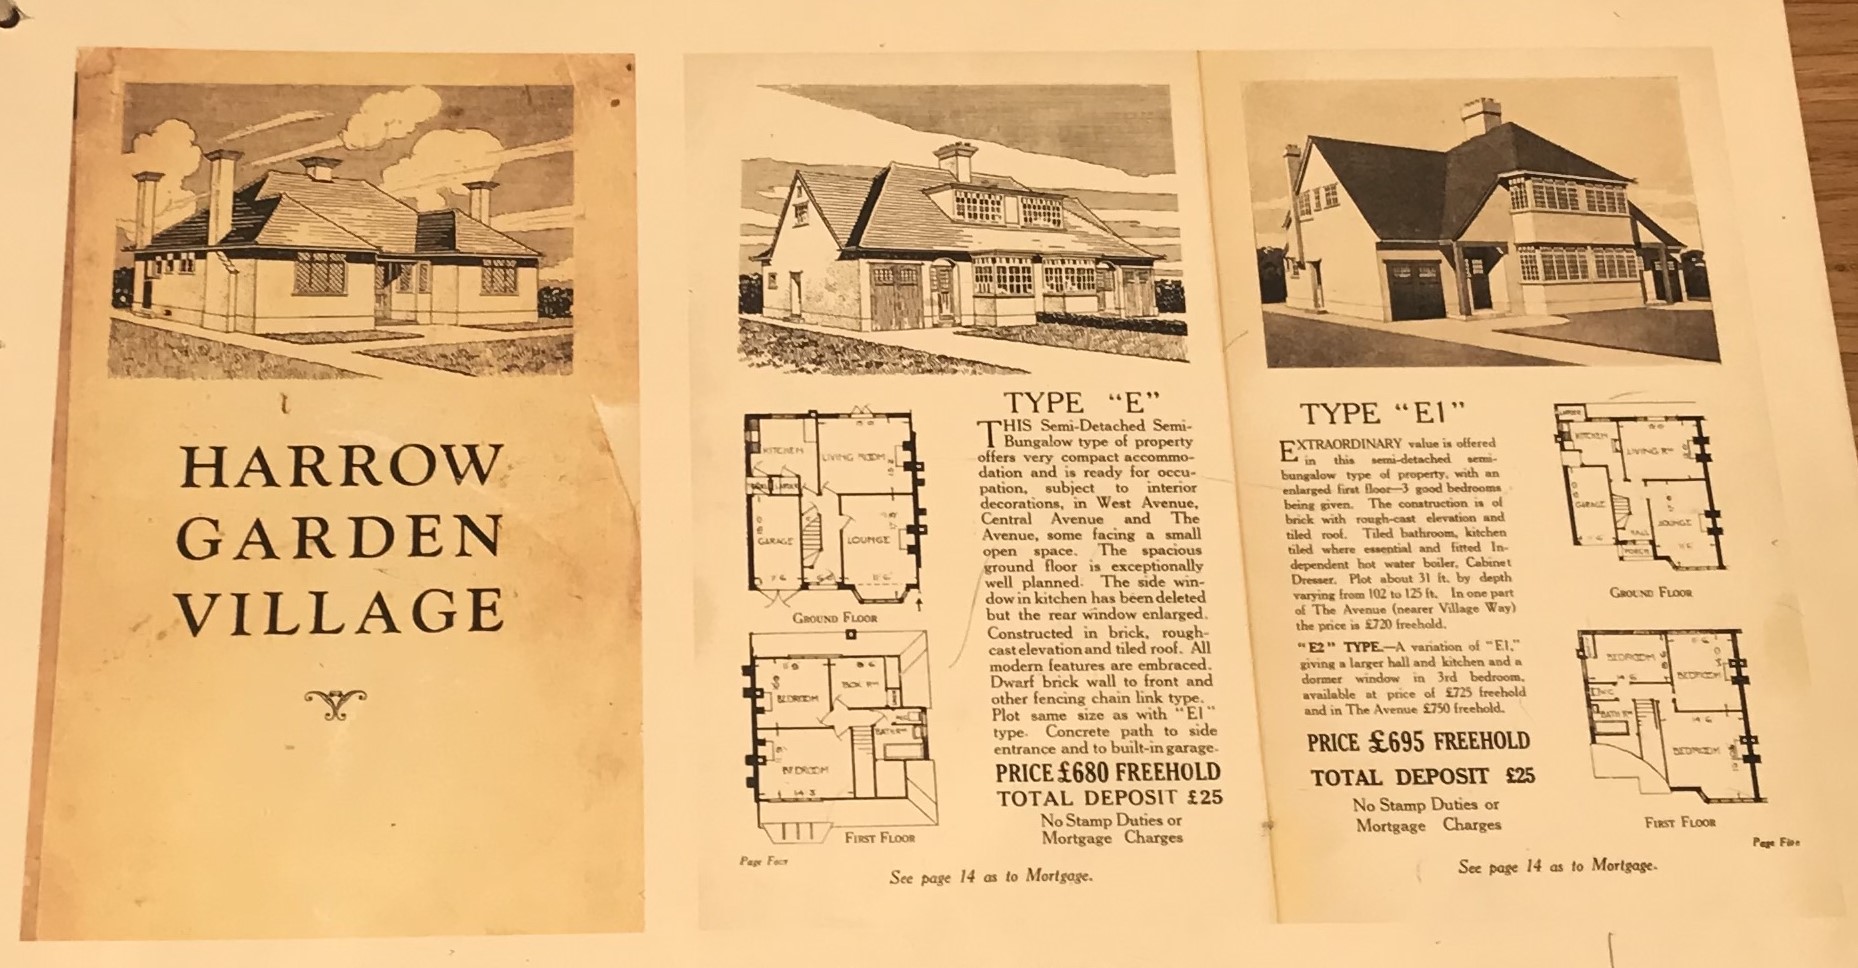 HARROW
GARDEN
VILLAGE
TYPE "E"
THIS Semi-Detached Semi-
Bungalow type of property
offers very compact accommo-
dation and is ready for occu-
pation, subject to interior
decorations, in West Avenue,
Central Avenue and The
Avenue, some facing a small
open space. The spacious
ground floor is exceptionally
well planned. The side win-
dow in kitchen has been deleted
but the rear window enlarged.
Constructed in brick, rough-
cast elevation and tiled roof. All
modern features are embraced.
Dwarf brick wall to front and
other fencing chain link type.
Plot same size as with "E1"
type. Concrete path to side
entrance and to built-in garage.
PRICE £680 FREEHOLD
TOTAL DEPOSIT £25
No Stamp Duties or
Mortgage Charges
KITCHEN
LIVING ROOM
LARDER
GARAGE
LOUNGE
GROUND FLOOR
BEDROOM
BOX RM
BATH RM
BEDROOM
14.3
FIRST FLOOR
Page Four
See page 14 as to Mortgage.
TYPE "E1"
EXTRAORDINARY value is offered
in this semi-detached semi-
bungalow type of property, with an
enlarged first floor—3 good bedrooms
being given. The construction is of
brick with rough-cast elevation and
tiled roof. Tiled bathroom, kitchen
tiled where essential and fitted In-
dependent hot water boiler, Cabinet
Dresser. Plot about 31 ft. by depth
varying from 102 to 125 ft. In one part
of The Avenue (nearer Village Way)
the price is £720 freehold.
"E2" TYPE.—A variation of "E1,"
giving a larger hall and kitchen and a
dormer window in 3rd bedroom,
available at price of £725 freehold
and in The Avenue £750 freehold.
PRICE £695 FREEHOLD
TOTAL DEPOSIT £25
No Stamp Duties or
Mortgage Charges
LARDER
KITCHEN
LIVING RM
GARAGE
LOUNGE
HALL
PORCH
GROUND FLOOR
BEDROOM
BEDROOM
BATH RM
BEDROOM
FIRST FLOOR
Page Five
See page 14 as to Mortgage.